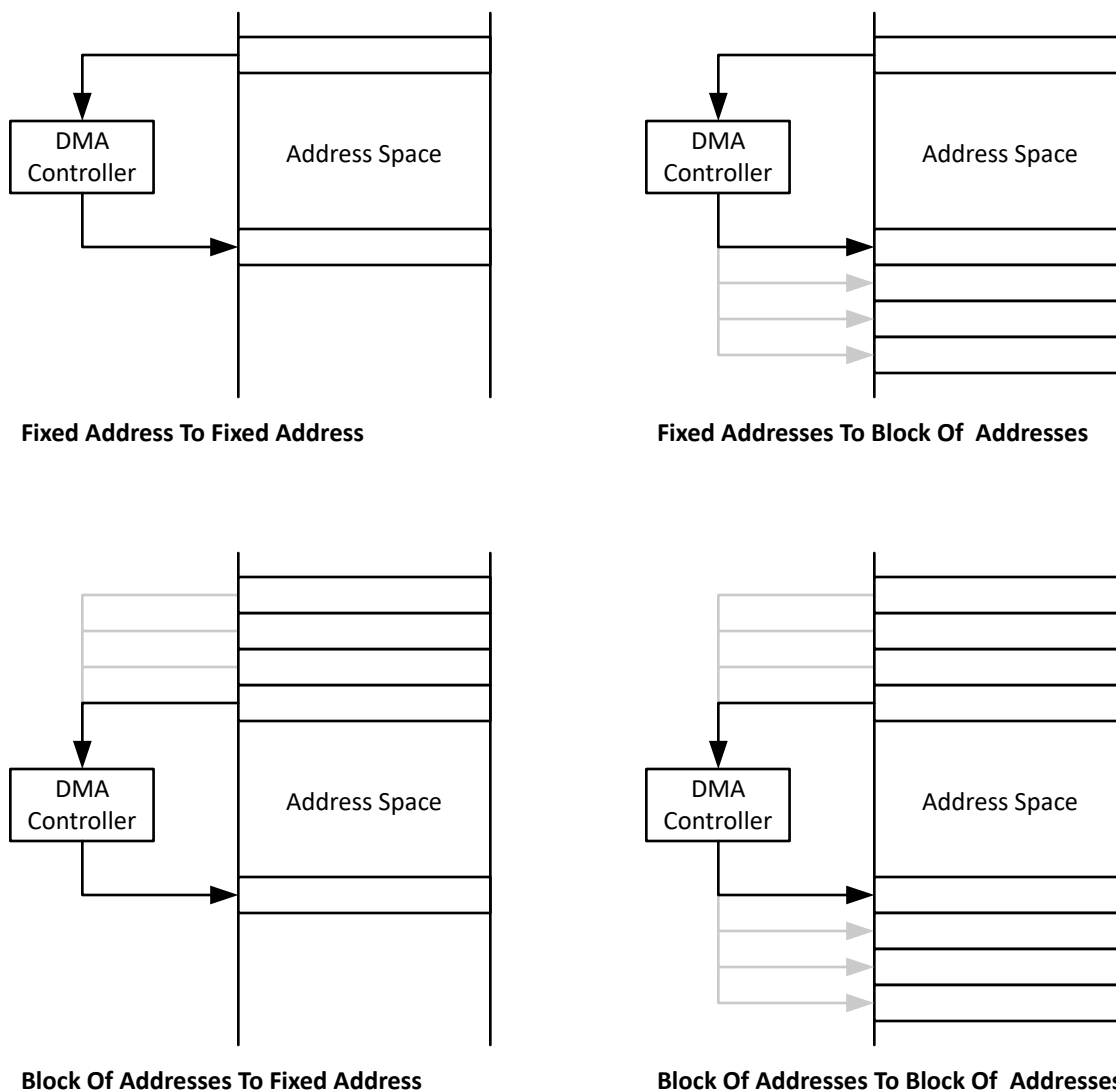 DMA
Controller
Address Space
DMA
Controller
Address Space
Fixed Address To Fixed Address
Fixed Addresses To Block Of  Addresses
DMA
Controller
Address Space
DMA
Controller
Address Space
Block Of Addresses To Fixed Address
Block Of Addresses To Block Of  Addresses